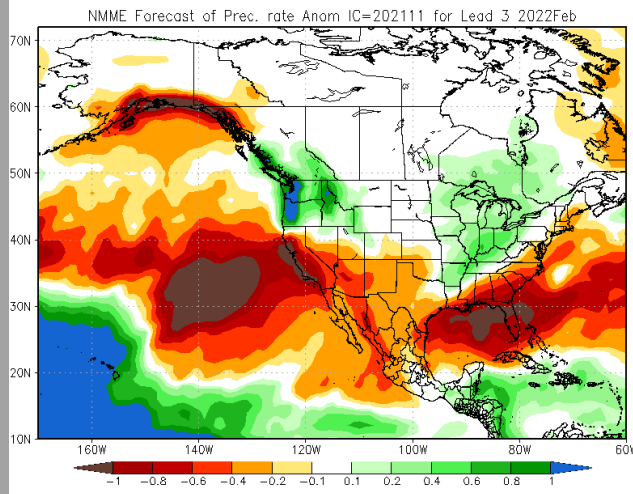 NMME Forecast of Prec. rate Anom IC=202111 for Lead 3 2022Feb
70N
60N
50N
40N
30N
20N
10N
160W 140W 120W 100W 80W 60W
-1 -0.8 -0.6 -0.4 -0.2 -0.1 0.1 0.2 0.4 0.6 0.8 1